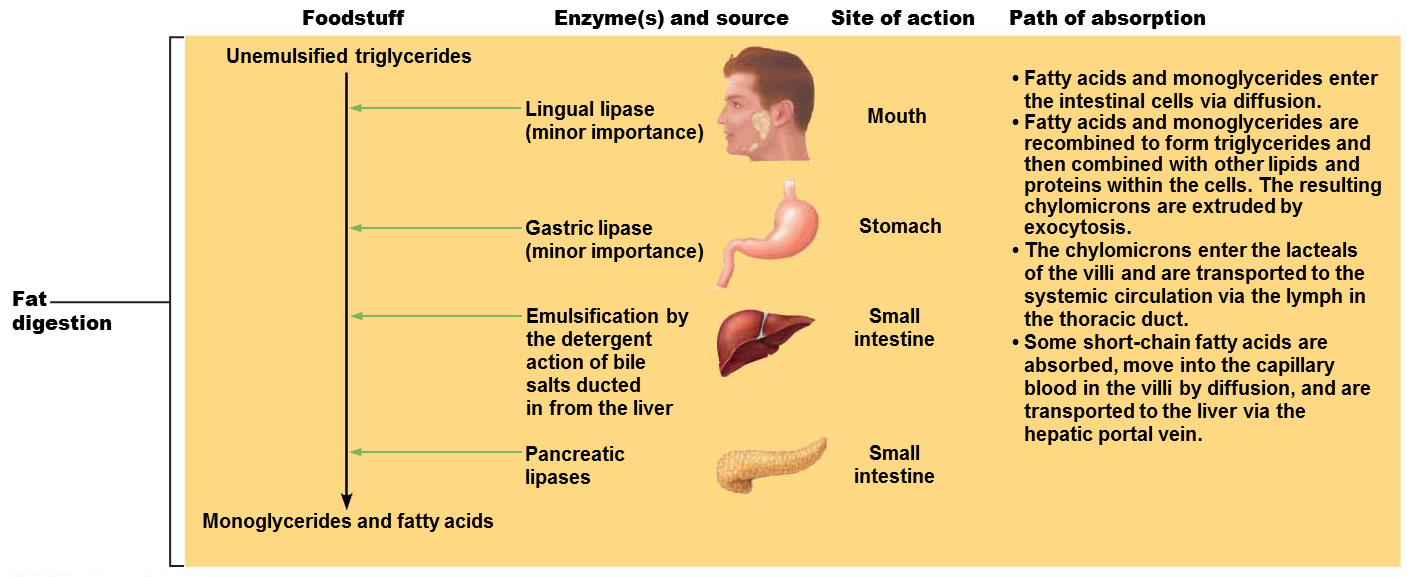 Foodstuff
Enzyme(s) and source
Site of action
Path of absorption
Fat
digestion
Unemulsified triglycerides
Lingual lipase
(minor importance)
Mouth
Gastric lipase
(minor importance)
Stomach
Emulsification by
the detergent
action of bile
salts ducted
in from the liver
Small
intestine
Pancreatic
lipases
Small
intestine
Monoglycerides and fatty acids
• Fatty acids and monoglycerides enter
the intestinal cells via diffusion.
• Fatty acids and monoglycerides are
recombined to form triglycerides and
then combined with other lipids and
proteins within the cells. The resulting
chylomicrons are extruded by
exocytosis.
• The chylomicrons enter the lacteals
of the villi and are transported to the
systemic circulation via the lymph in
the thoracic duct.
• Some short-chain fatty acids are
absorbed, move into the capillary
blood in the villi by diffusion, and are
transported to the liver via the
hepatic portal vein.